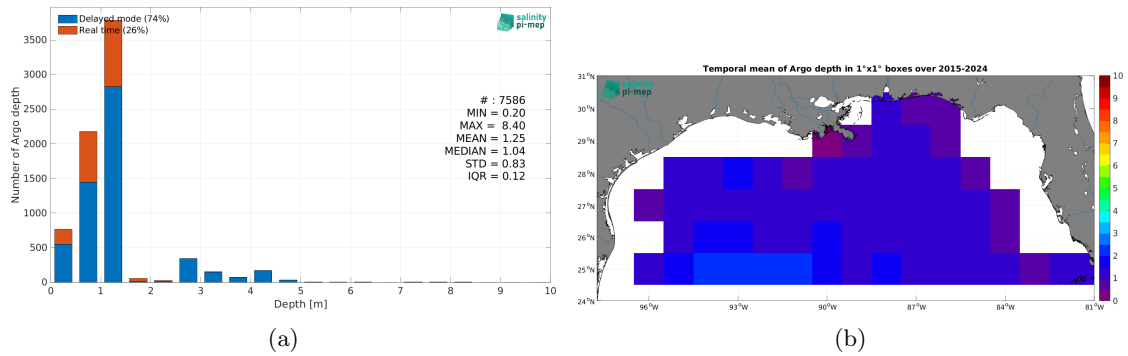 Delayed mode (74%)
Real time (26%)
salinity
pi-mep
# : 7586
MIN = 0.20
MAX = 8.40
MEAN = 1.25
MEDIAN = 1.04
STD = 0.83
IQR = 0.12
Number of Argo depth
3500
3000
2500
2000
1500
1000
500
0
0 1 2 3 4 5 6 7 8 9 10
Depth [m]
(a)
Temporal mean of Argo depth in 1°x1° boxes over 2015-2024
salinity
pi-mep
31°N
30°N
29°N
28°N
27°N
26°N
25°N
24°N
96°W 93°W 90°W 87°W 84°W 81°W
10
9
8
7
6
5
4
3
2
1
0
(b)